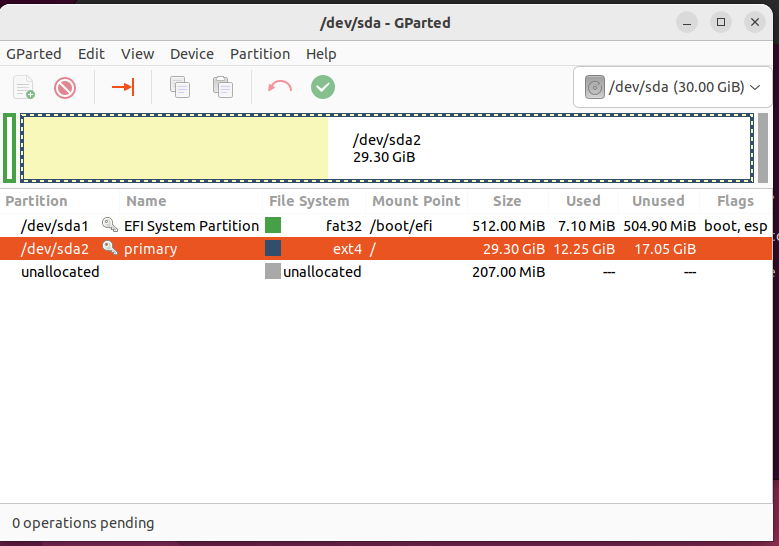 /dev/sda - GParted
GParted Edit View Device Partition Help
/dev/sda (30.00 GiB)
/dev/sda2
29.30 GiB
Partition Name File System Mount Point Size Used Unused Flags
/dev/sda1 EFI System Partition fat32 /boot/efi 512.00 MiB 7.10 MiB 504.90 MiB boot, esp
/dev/sda2 primary ext4 / 29.30 GiB 12.25 GiB 17.05 GiB
unallocated unallocated 207.00 MiB --- ---
0 operations pending